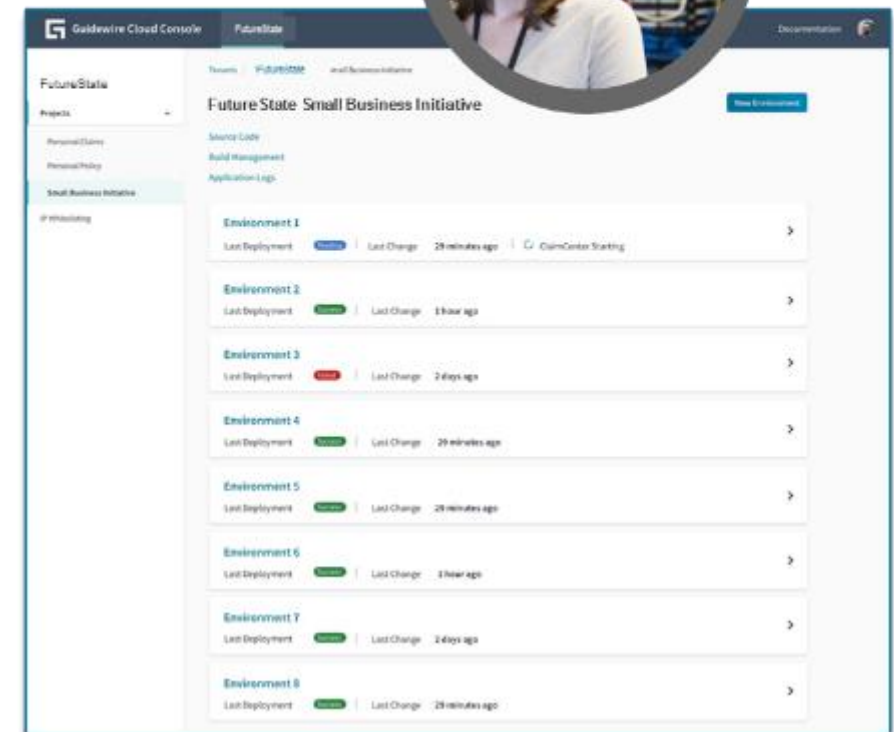 Guidewire Cloud Console FutureState Documentation
FutureState
Projects
Personal Claims
Personal Policy
Small Business Initiative
IP Whitelisting
Tenants / FutureState Small Business Initiative
Future State Small Business Initiative
New Environment
Source Code
Build Management
Application Logs
Environment 1
Last Deployment Pending | Last Change 29 minutes ago | ClaimCenter Starting
Environment 2
Last Deployment Success | Last Change 1 hour ago
Environment 3
Last Deployment Failed | Last Change 2 days ago
Environment 4
Last Deployment Success | Last Change 29 minutes ago
Environment 5
Last Deployment Success | Last Change 29 minutes ago
Environment 6
Last Deployment Success | Last Change 1 hour ago
Environment 7
Last Deployment Success | Last Change 2 days ago
Environment 8
Last Deployment Success | Last Change 29 minutes ago